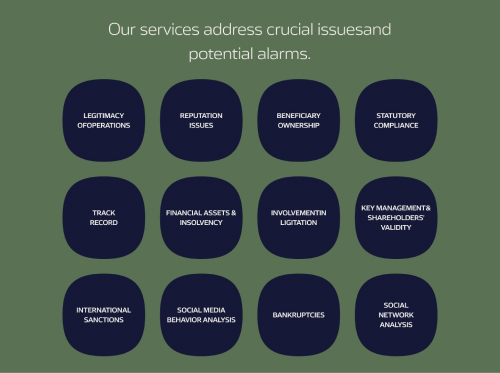 Our services address crucial issuesand
potential alarms.
LEGITIMACY
OFOPERATIONS
REPUTATION
ISSUES
BENEFICIARY
OWNERSHIP
STATUTORY
COMPLIANCE
TRACK
RECORD
FINANCIAL ASSETS &
INSOLVENCY
INVOLVEMENTIN
LIGITATION
KEY MANAGEMENT&
SHAREHOLDERS'
VALIDITY
INTERNATIONAL
SANCTIONS
SOCIAL MEDIA
BEHAVIOR ANALYSIS
BANKRUPTCIES
SOCIAL
NETWORK
ANALYSIS